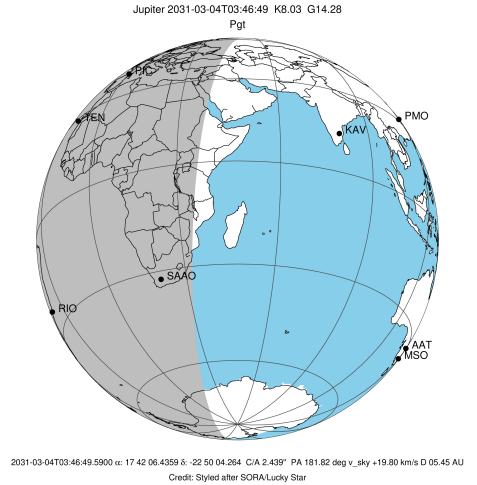 Jupiter 2031-03-04T03:46:49 K8.03 G14.28
Pgt
TEN
PMO
KAV
SAAO
RIO
AAT
MSO
2031-03-04T03:46:49.5900 α: 17 42 06.4359 δ: -22 50 04.264 C/A 2.439" PA 181.82 deg v_sky +19.80 km/s D 05.45 AU
Credit: Styled after SORA/Lucky Star